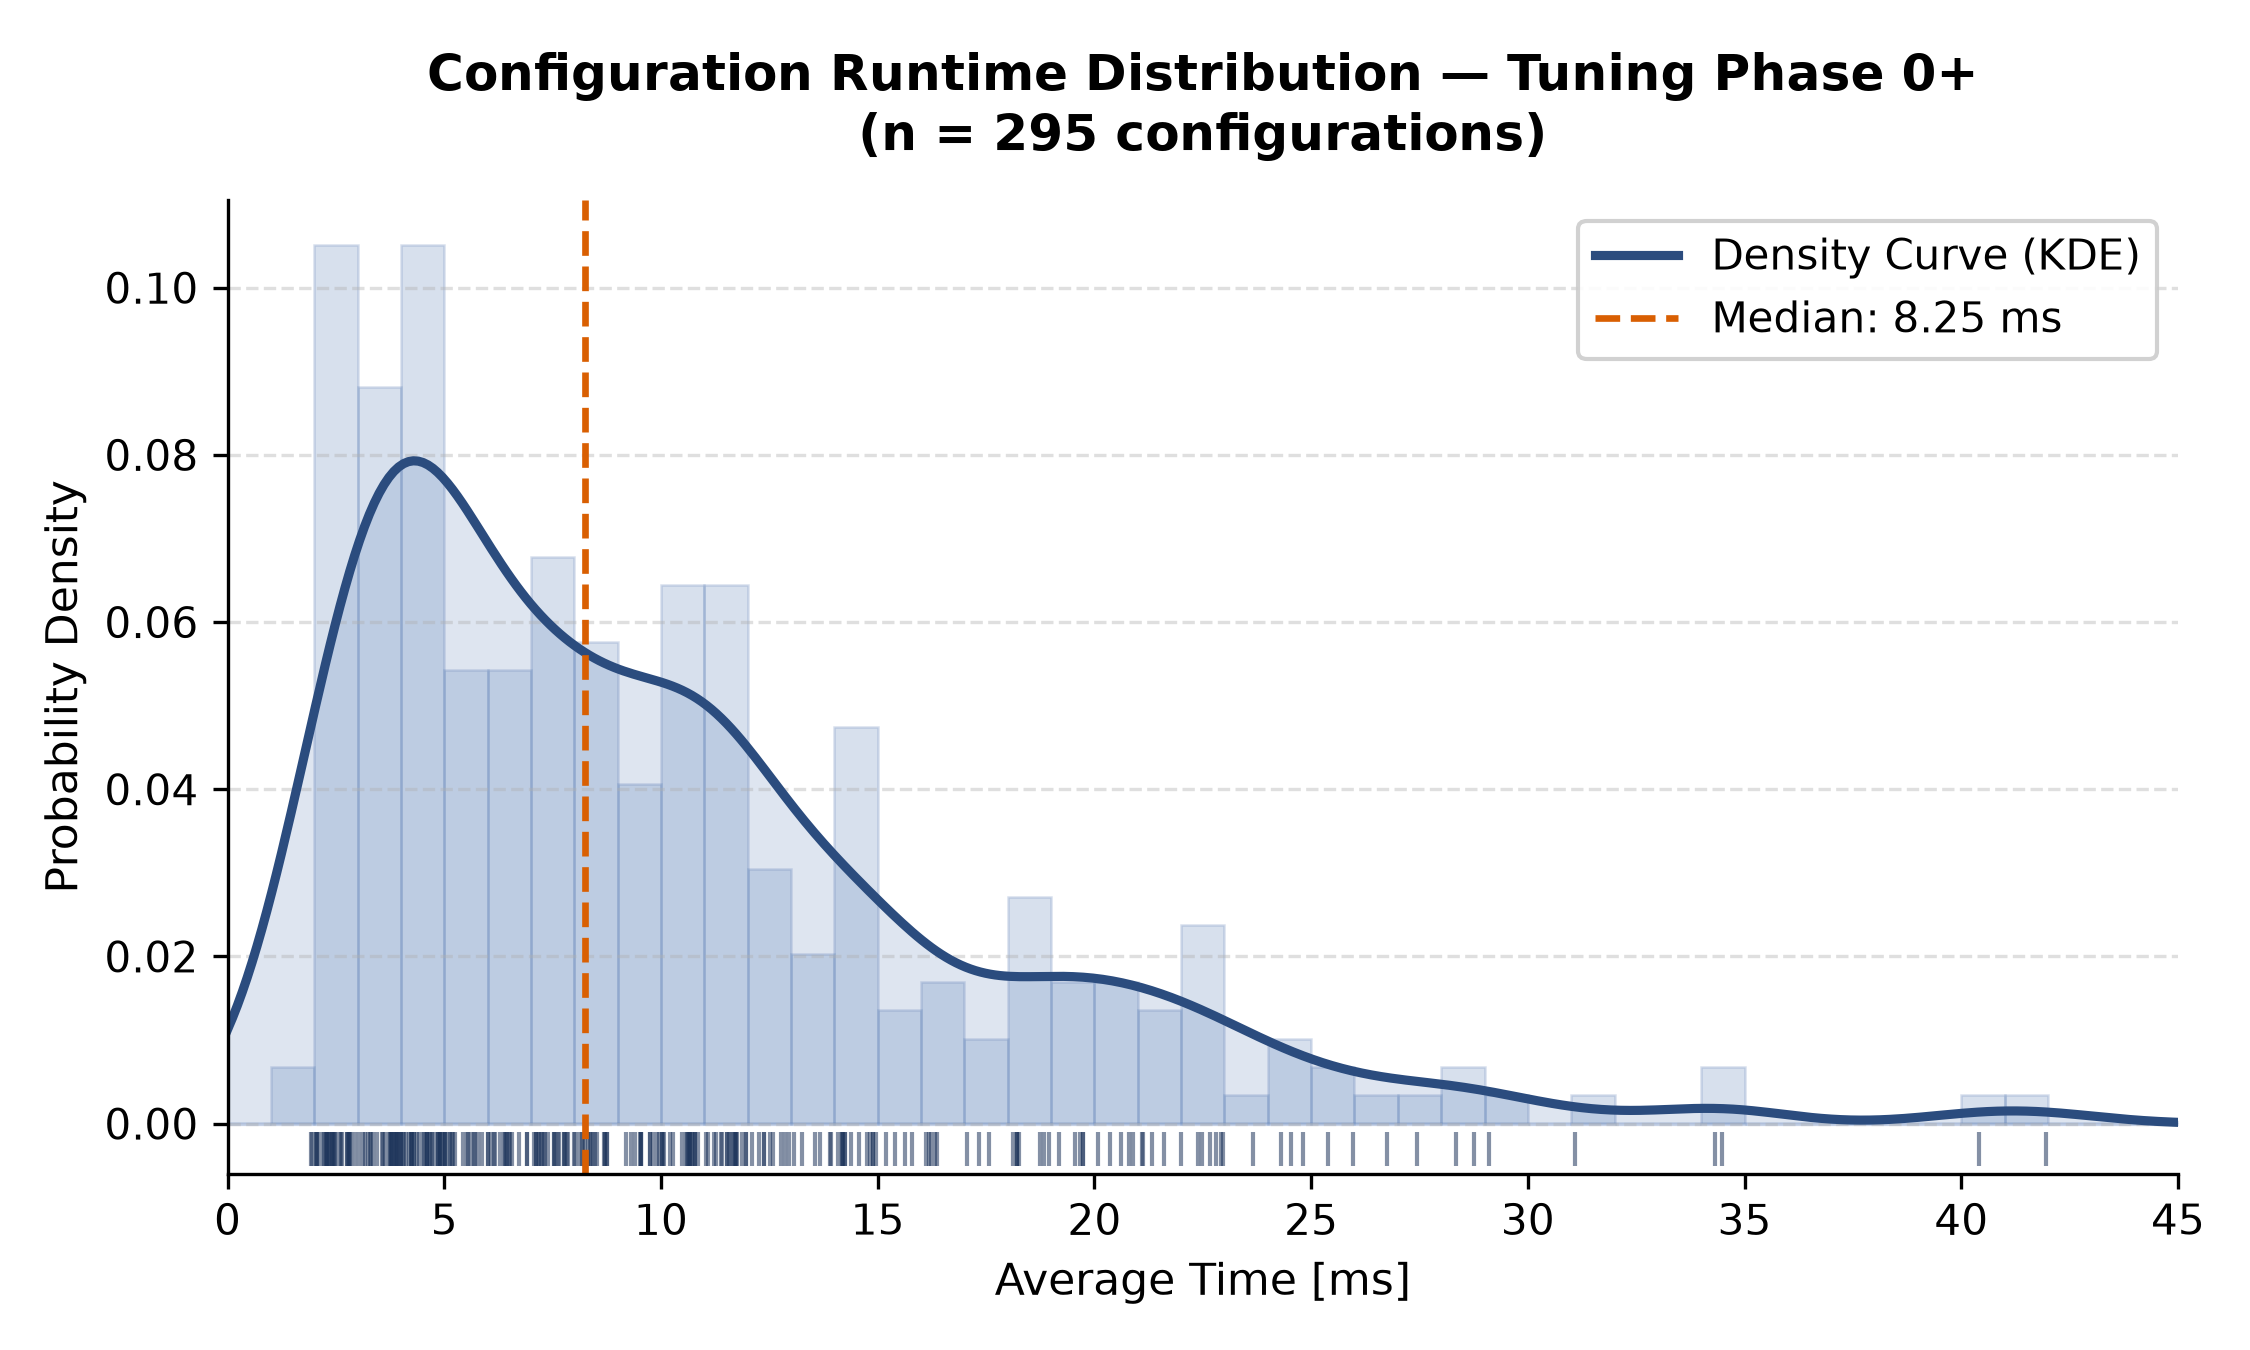 Configuration Runtime Distribution — Tuning Phase 0+
(n = 295 configurations)
Density Curve (KDE)
Median: 8.25 ms
Probability Density
0.10
0.08
0.06
0.04
0.02
0.00
0 5 10 15 20 25 30 35 40 45
Average Time [ms]